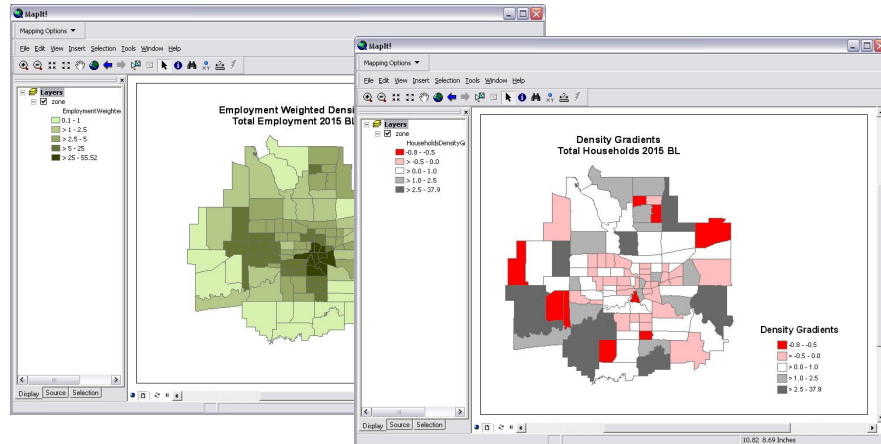 MapIt!
Mapping Options
File Edit View Insert Selection Tools Window Help
Layers
zone
EmploymentWeighte
0.1 - 1
> 1 - 2.5
> 2.5 - 5
> 5 - 25
> 25 - 55.52
Employment Weighted Densi
Total Employment 2015 BL
Display Source Selection
MapIt!
Mapping Options
File Edit View Insert Selection Tools Window Help
Layers
zone
HouseholdsDensityG
-0.8 - -0.5
> -0.5 - 0.0
> 0.0 - 1.0
> 1.0 - 2.5
> 2.5 - 37.9
Density Gradients
Total Households 2015 BL
Density Gradients
-0.8 - -0.5
> -0.5 - 0.0
> 0.0 - 1.0
> 1.0 - 2.5
> 2.5 - 37.9
Display Source Selection
10.82 8.69 Inches